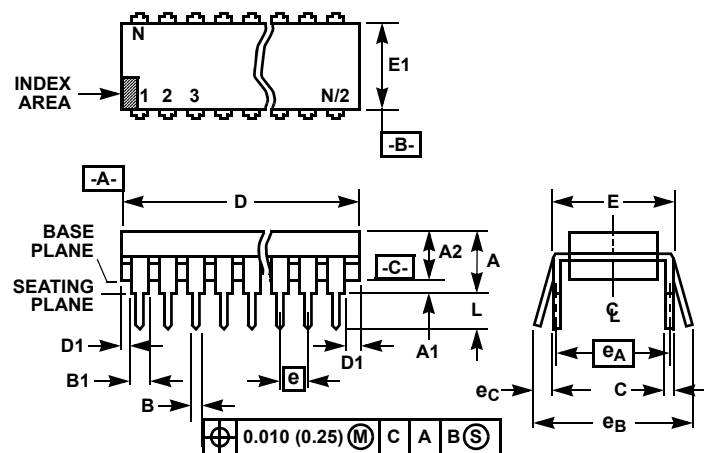 N
E1
INDEX
AREA
1 2 3 N/2
-B-
-A-
D
E
BASE
PLANE
A2
A
-C-
SEATING
PLANE
L
D1
A1
D1
B1
e
eA
B
eC
C
eB
0.010 (0.25) M C A B S
CL